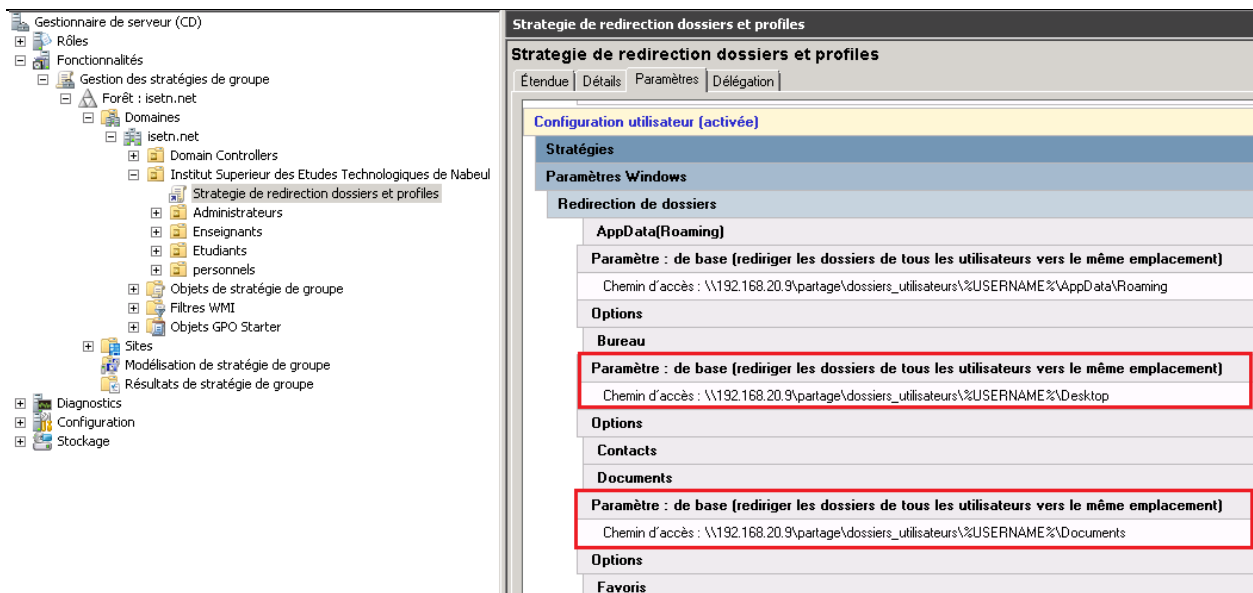 Gestionnaire de serveur (CD)
Rôles
Fonctionnalités
Gestion des stratégies de groupe
Forêt : isetn.net
Domaines
isetn.net
Domain Controllers
Institut Superieur des Etudes Technologiques de Nabeul
Strategie de redirection dossiers et profiles
Administrateurs
Enseignants
Etudiants
personnels
Objets de stratégie de groupe
Filtres WMI
Objets GPO Starter
Sites
Modélisation de stratégie de groupe
Résultats de stratégie de groupe
Diagnostics
Configuration
Stockage
Strategie de redirection dossiers et profiles
Strategie de redirection dossiers et profiles
Étendue Détails Paramètres Délégation
Configuration utilisateur (activée)
Stratégies
Paramètres Windows
Redirection de dossiers
AppData(Roaming)
Paramètre : de base (rediriger les dossiers de tous les utilisateurs vers le même emplacement)
Chemin d'accès : \\192.168.20.9\partage\dossiers_utilisateurs\%USERNAME%\AppData\Roaming
Options
Bureau
Paramètre : de base (rediriger les dossiers de tous les utilisateurs vers le même emplacement)
Chemin d'accès : \\192.168.20.9\partage\dossiers_utilisateurs\%USERNAME%\Desktop
Options
Contacts
Documents
Paramètre : de base (rediriger les dossiers de tous les utilisateurs vers le même emplacement)
Chemin d'accès : \\192.168.20.9\partage\dossiers_utilisateurs\%USERNAME%\Documents
Options
Favoris